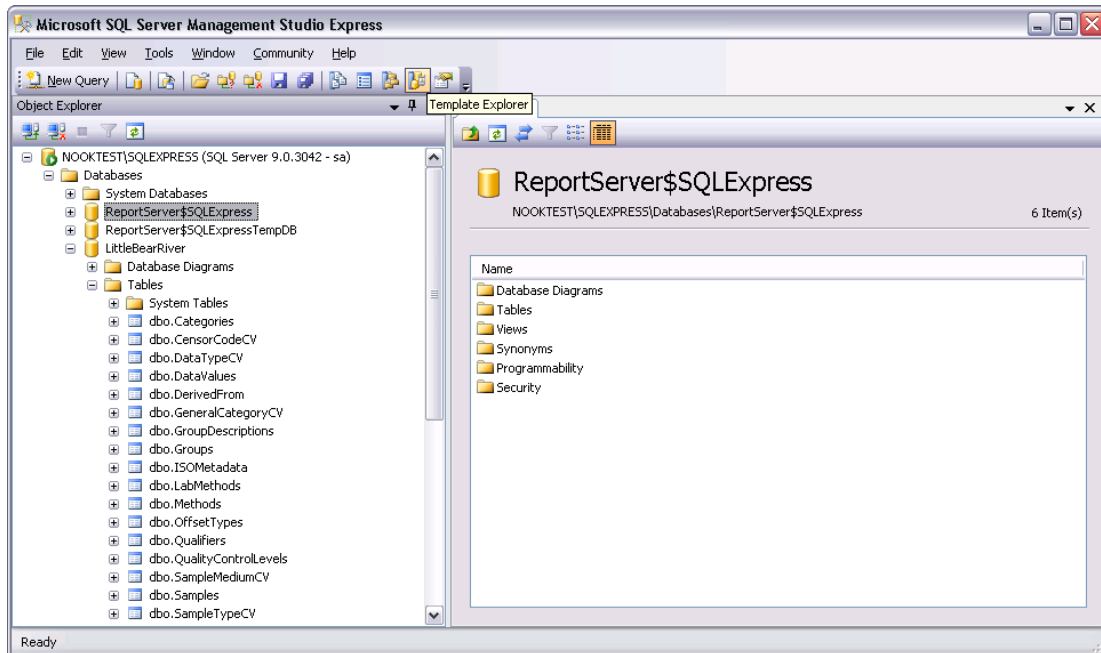 Microsoft SQL Server Management Studio Express
File Edit View Tools Window Community Help
New Query
Object Explorer
Template Explorer
NOOKTEST\SQLEXPRESS (SQL Server 9.0.3042 - sa)
Databases
System Databases
ReportServer$SQLExpress
ReportServer$SQLExpressTempDB
LittleBearRiver
Database Diagrams
Tables
System Tables
dbo.Categories
dbo.CensorCodeCV
dbo.DataTypeCV
dbo.DataValues
dbo.DerivedFrom
dbo.GeneralCategoryCV
dbo.GroupDescriptions
dbo.Groups
dbo.ISOMetadata
dbo.LabMethods
dbo.Methods
dbo.OffsetTypes
dbo.Qualifiers
dbo.QualityControlLevels
dbo.SampleMediumCV
dbo.Samples
dbo.SampleTypeCV
ReportServer$SQLExpress
NOOKTEST\SQLEXPRESS\Databases\ReportServer$SQLExpress 6 Item(s)
Name
Database Diagrams
Tables
Views
Synonyms
Programmability
Security
Ready